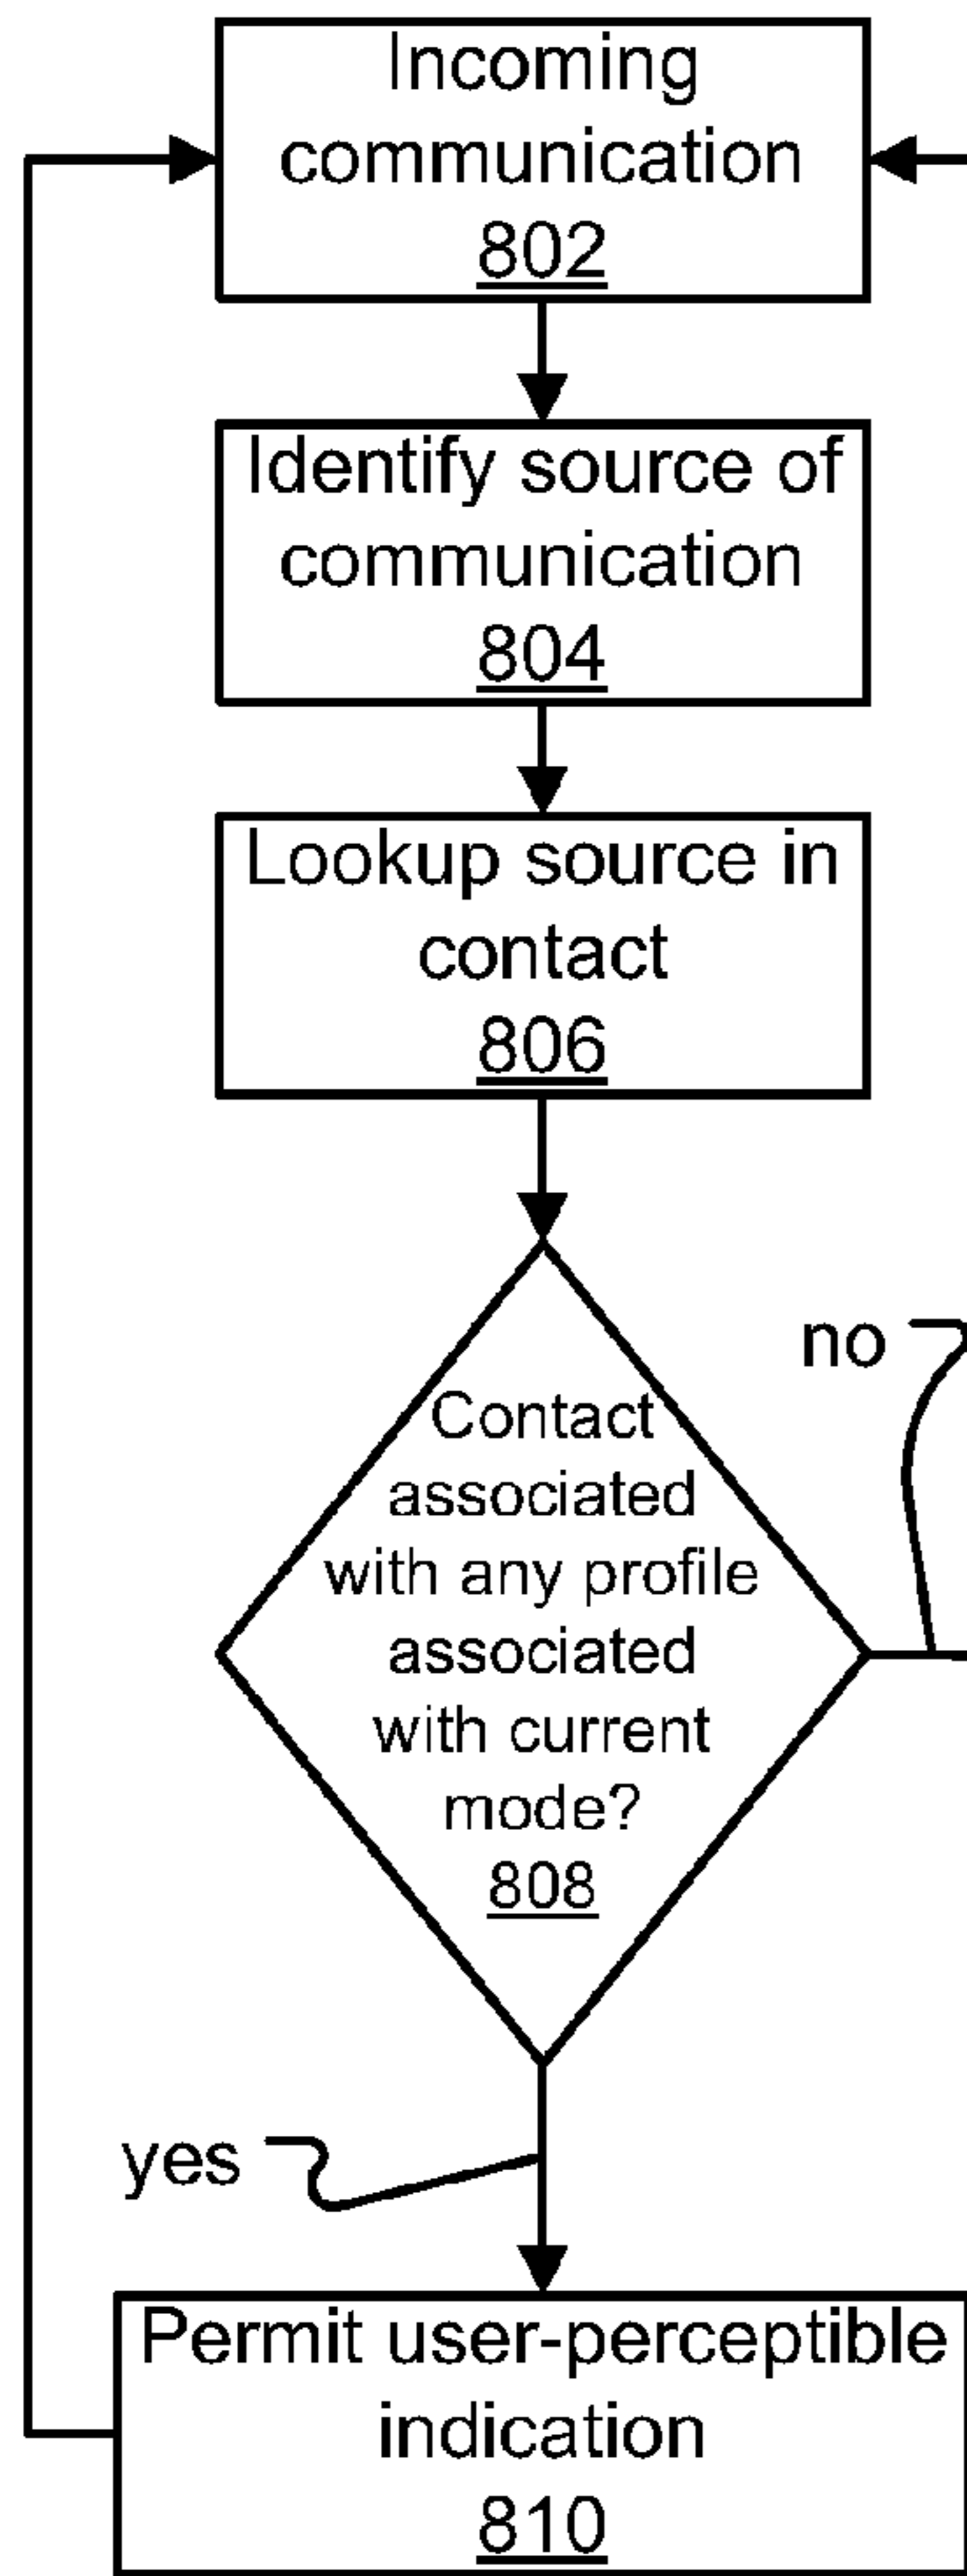 Incoming
communication
802
Identify source of
communication
804
Lookup source in
contact
806
no
Contact
associated
with any profile
associated
with current
mode?
808
yes
Permit user-perceptible
indication
810